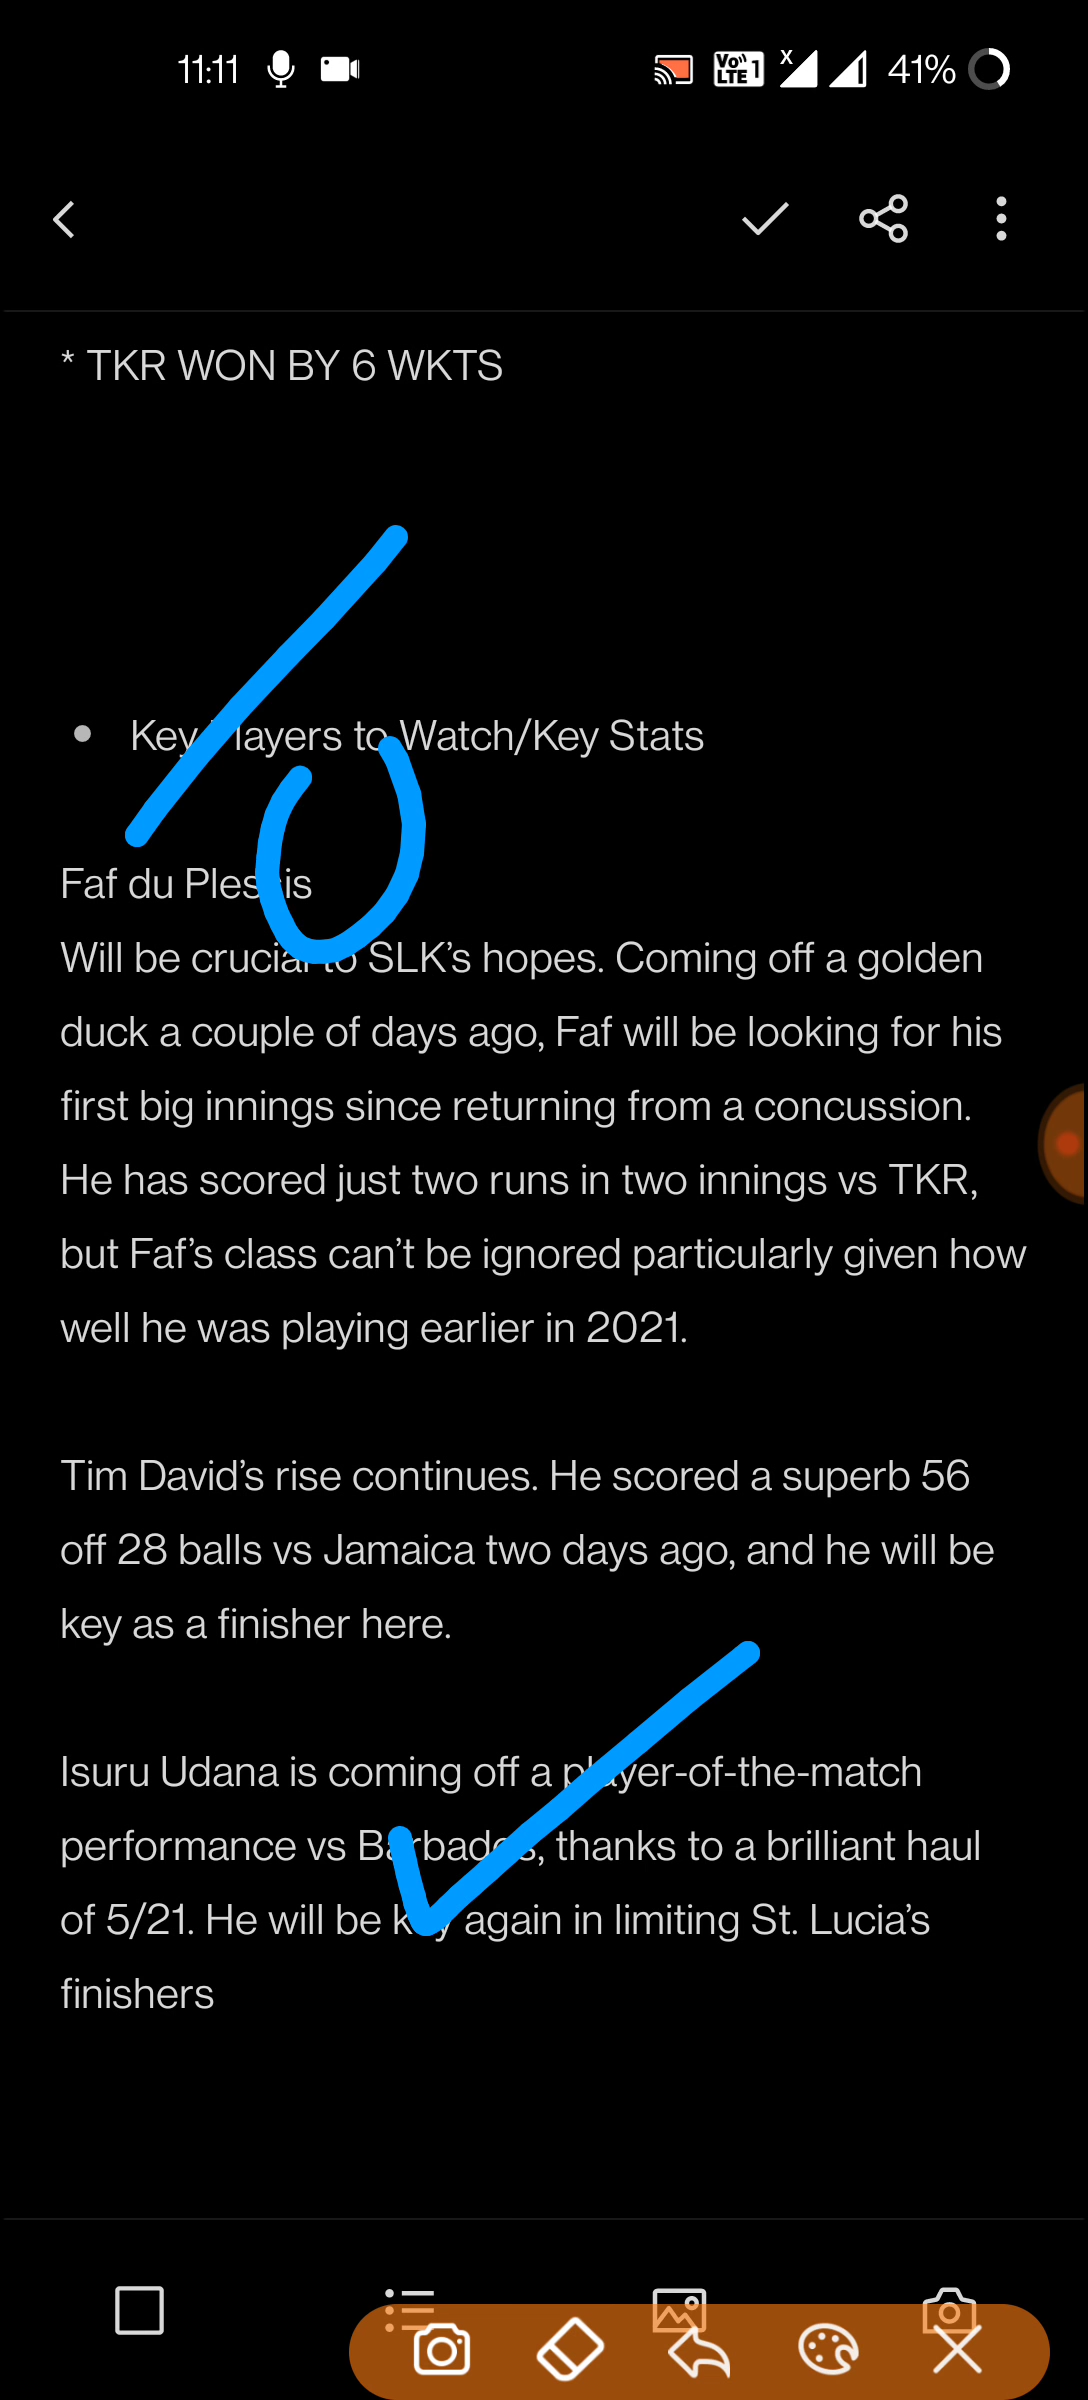 11:11
Vo)) LTE 1
x
41%
* TKR WON BY 6 WKTS
• Key Players to Watch/Key Stats
Faf du Plessis
Will be crucial to SLK’s hopes. Coming off a golden
duck a couple of days ago, Faf will be looking for his
first big innings since returning from a concussion.
He has scored just two runs in two innings vs TKR,
but Faf’s class can’t be ignored particularly given how
well he was playing earlier in 2021.
Tim David’s rise continues. He scored a superb 56
off 28 balls vs Jamaica two days ago, and he will be
key as a finisher here.
Isuru Udana is coming off a player-of-the-match
performance vs Barbados, thanks to a brilliant haul
of 5/21. He will be key again in limiting St. Lucia’s
finishers